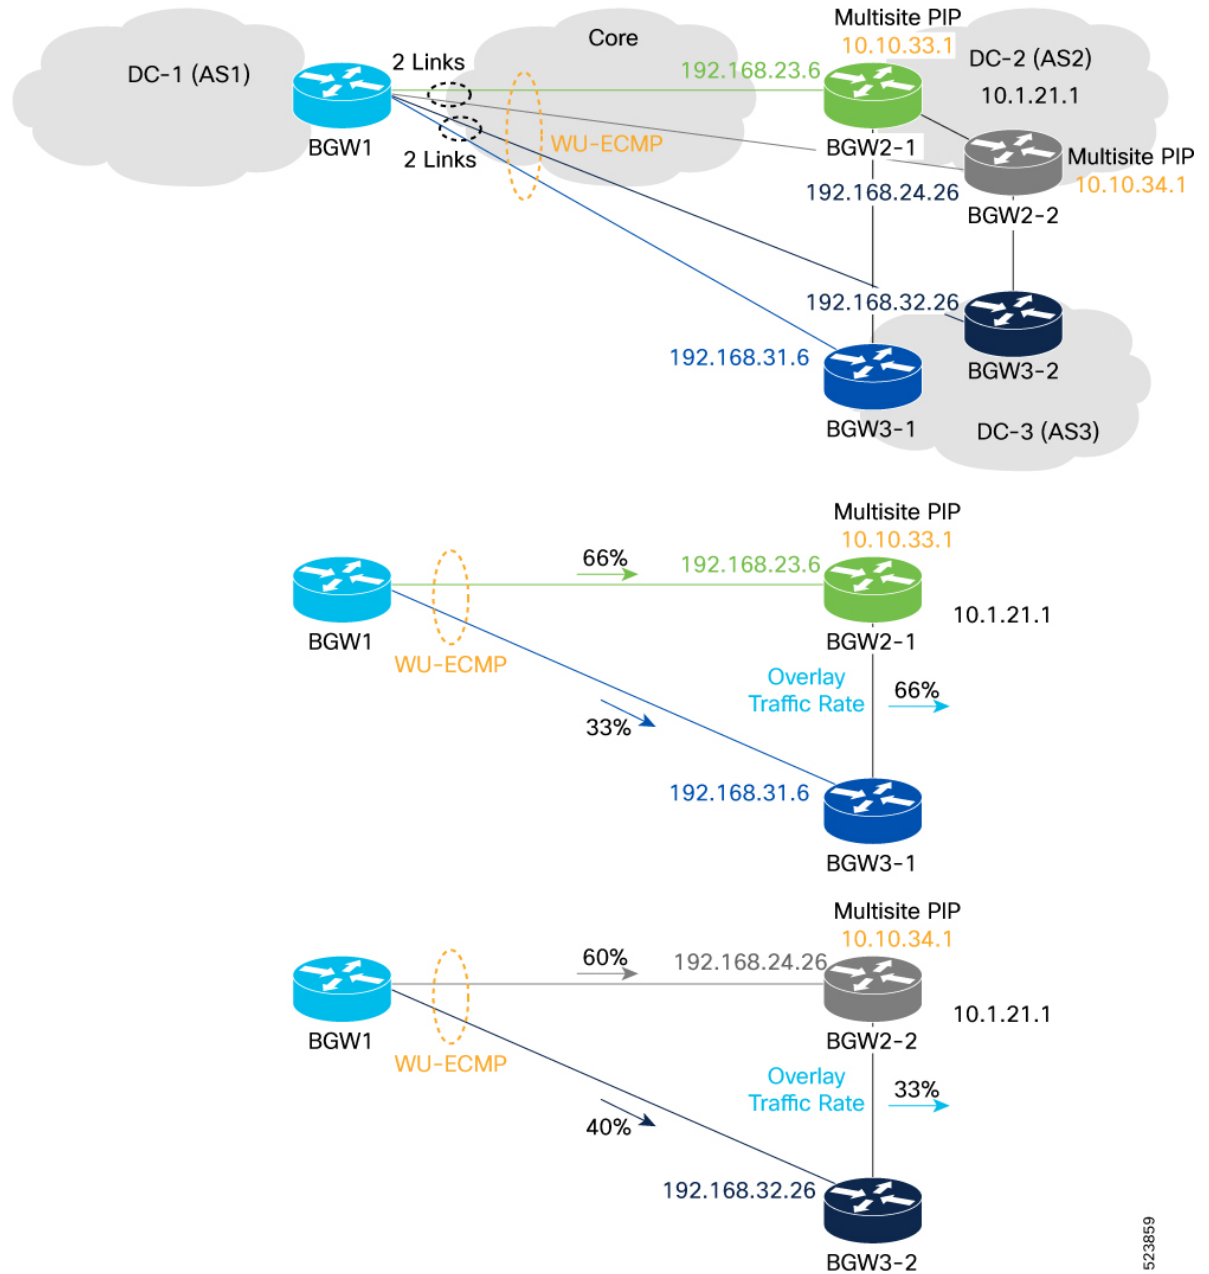 Multisite PIP
10.10.33.1
Core
DC-1 (AS1)
2 Links
192.168.23.6
DC-2 (AS2)
10.1.21.1
BGW1
2 Links
WU-ECMP
BGW2-1
Multisite PIP
10.10.34.1
192.168.24.26
BGW2-2
192.168.32.26
192.168.31.6
BGW3-2
BGW3-1
DC-3 (AS3)
Multisite PIP
10.10.33.1
66%
192.168.23.6
10.1.21.1
BGW1
BGW2-1
WU-ECMP
Overlay
Traffic Rate
66%
33%
192.168.31.6
BGW3-1
Multisite PIP
10.10.34.1
60%
192.168.24.26
10.1.21.1
BGW1
BGW2-2
WU-ECMP
Overlay
Traffic Rate
33%
40%
192.168.32.26
BGW3-2
523859